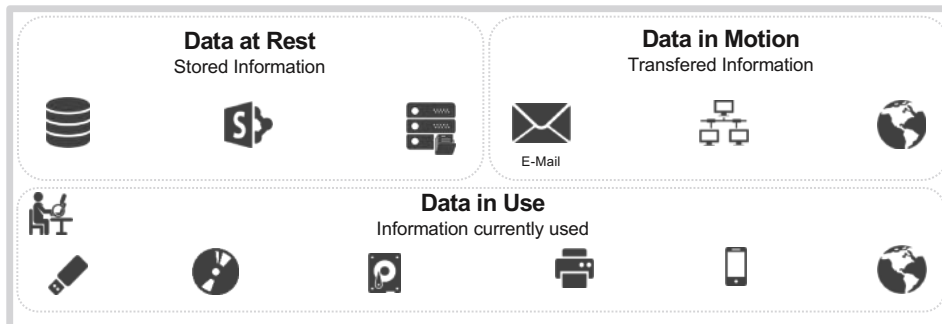 Data at Rest
Stored Information
Data in Motion
Transfered Information
E-Mail
Data in Use
Information currently used